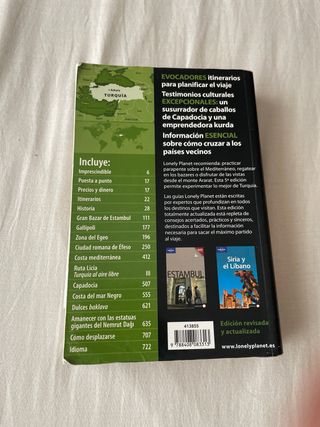 TURQUÍA
Incluye:
Imprescindible 6
Puesta a punto 17
Precios y dinero 17
Itinerarios 22
Historia 28
Gran Bazar de Estambul 111
Gallípoli 177
Zona del Egeo 196
Ciudad romana de Éfeso 250
Costa mediterránea 412
Ruta Licia
Turquía al aire libre III
Capadocia 507
Costa del mar Negro 555
Dulces baklava 621
Amanecer con las estatuas
gigantes del Nemrut Dağı 635
Cómo desplazarse 707
Idioma 722
EVOCADORES itinerarios
para planificar el viaje
Testimonios culturales
EXCEPCIONALES: un
susurrador de caballos
de Capadocia y una
emprendedora kurda
Información ESENCIAL
sobre cómo cruzar a los
países vecinos
Lonely Planet recomienda: practicar
parapente sobre el Mediterráneo, regatear
en los bazares o disfrutar de las vistas
desde el monte Ararat. Esta 5ª edición
permite experimentar lo mejor de Turquía.
Las guías Lonely Planet están escritas
por expertos que profundizan en todos
los destinos que visitan. Esta edición
totalmente actualizada está repleta de
consejos acertados, prácticos y sinceros,
destinados a facilitar la información
necesaria para sacar el máximo partido
al viaje.
ESTAMBUL
Siria y
el Líbano
413855
9 788408 083313
Edición revisada
y actualizada
www.lonelyplanet.es